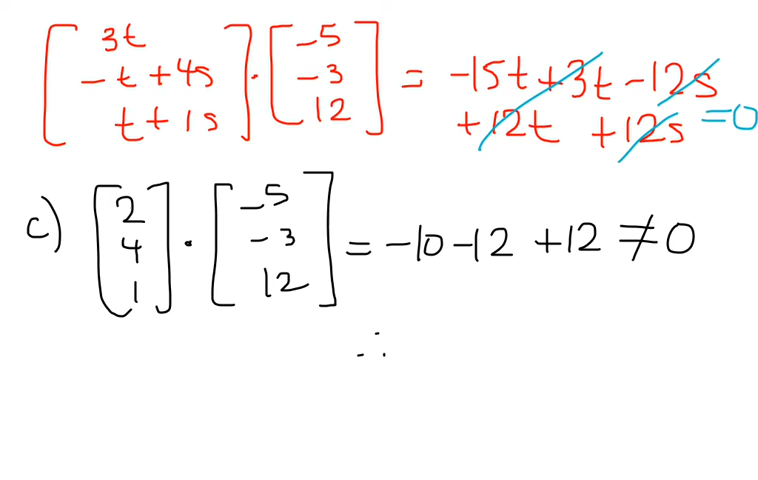 [3t
-t + 4s
t + 1s] · [-5
-3
12] = -15t + 3t - 12s
+12t + 12s = 0
c) [2
4
1] · [-5
-3
12] = -10 - 12 + 12 ≠ 0
∴